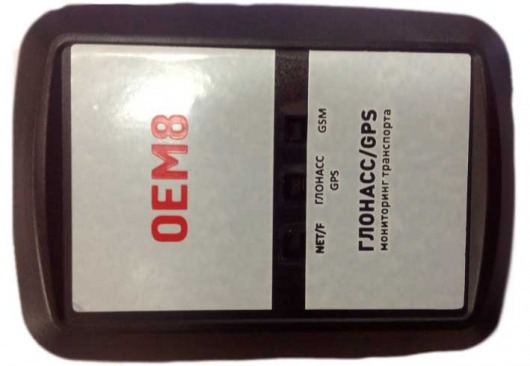 OEM8
NET/F
ГЛОНАСС
GPS
GSM
ГЛОНАСС/GPS
мониторинг транспорта